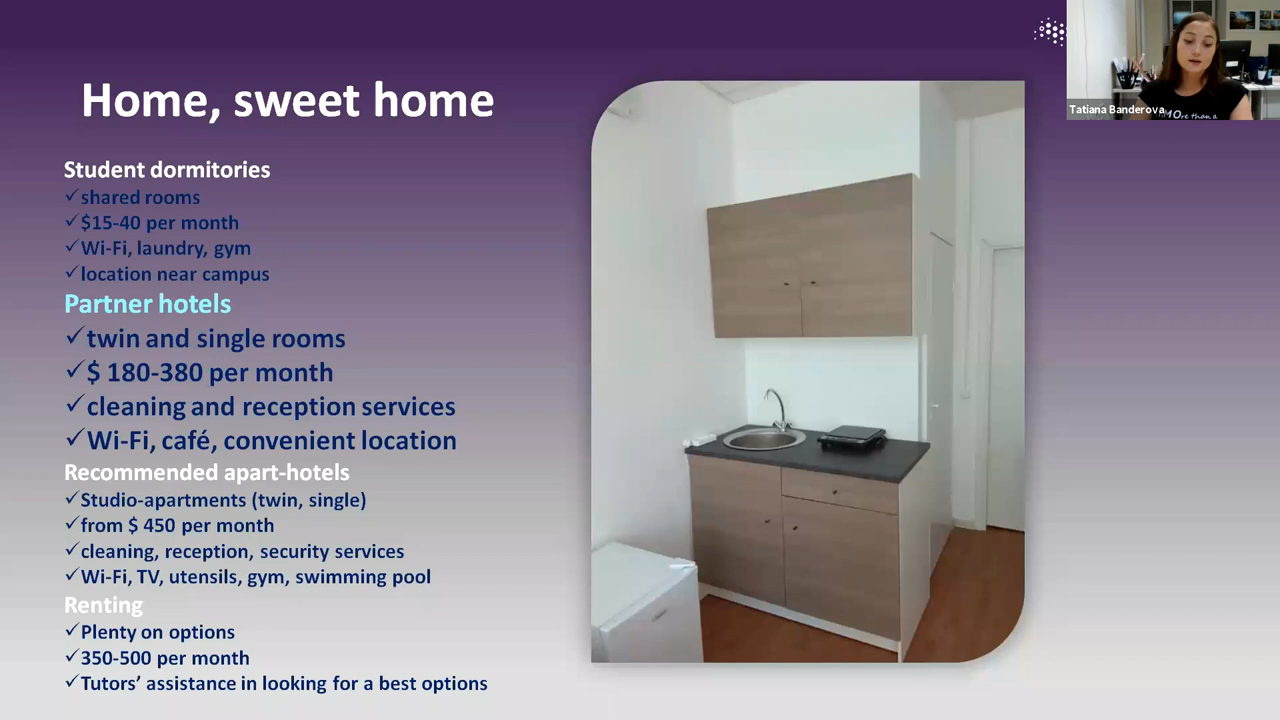 Home, sweet home
Student dormitories
✓shared rooms
✓$15-40 per month
✓Wi-Fi, laundry, gym
✓location near campus
Partner hotels
✓twin and single rooms
✓$ 180-380 per month
✓cleaning and reception services
✓Wi-Fi, café, convenient location
Recommended apart-hotels
✓Studio-apartments (twin, single)
✓from $ 450 per month
✓cleaning, reception, security services
✓Wi-Fi, TV, utensils, gym, swimming pool
Renting
✓Plenty on options
✓350-500 per month
✓Tutors’ assistance in looking for a best options
Tatiana Banderova
than a